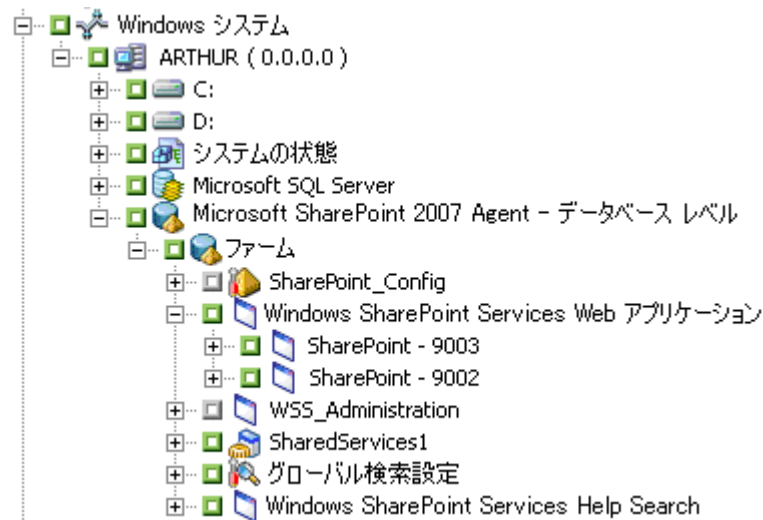 Windows システム
ARTHUR ( 0.0.0.0 )
C:
D:
システムの状態
Microsoft SQL Server
Microsoft SharePoint 2007 Agent - データベース レベル
ファーム
SharePoint_Config
Windows SharePoint Services Web アプリケーション
SharePoint - 9003
SharePoint - 9002
WSS_Administration
SharedServices1
グローバル検索設定
Windows SharePoint Services Help Search